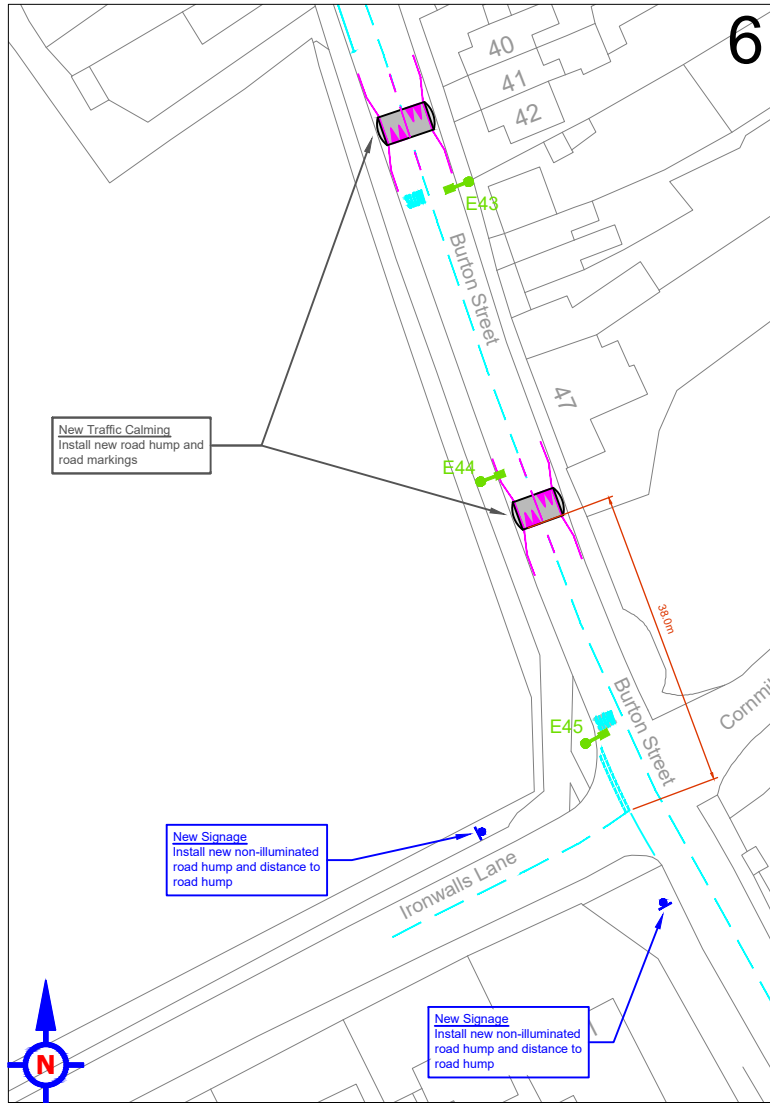 6
40
41
42
E43
Burton Street
New Traffic Calming
Install new road hump and
road markings
47
E44
38.0m
Burton Street
E45
New Signage
Install new non-illuminated
road hump and distance to
road hump
Ironwalls Lane
New Signage
Install new non-illuminated
road hump and distance to
road hump
N